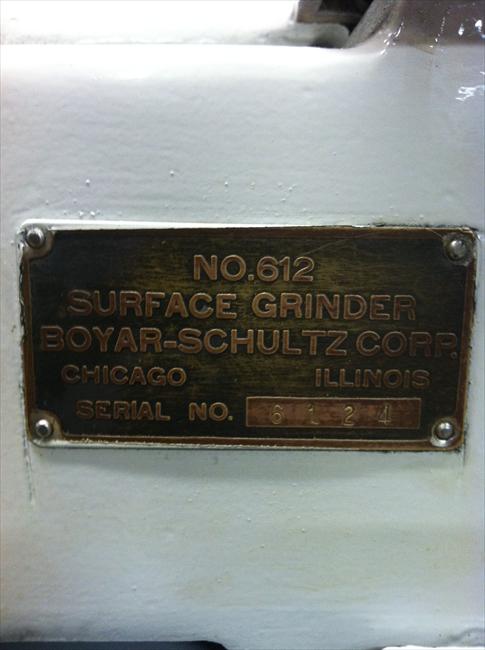 NO.612
SURFACE GRINDER
BOYAR-SCHULTZ CORP.
CHICAGO ILLINOIS
SERIAL NO. 6124